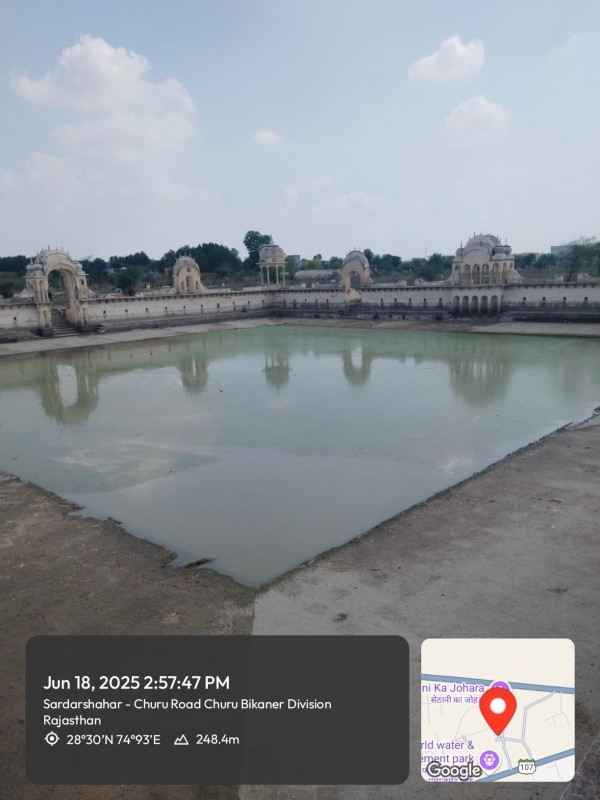 Jun 18, 2025 2:57:47 PM
Sardarshahar - Churu Road Churu Bikaner Division
Rajasthan
28°30'N 74°93'E 248.4m
ni Ka Johara
सेठानी का जोह
rld water &
ement park
Google
107